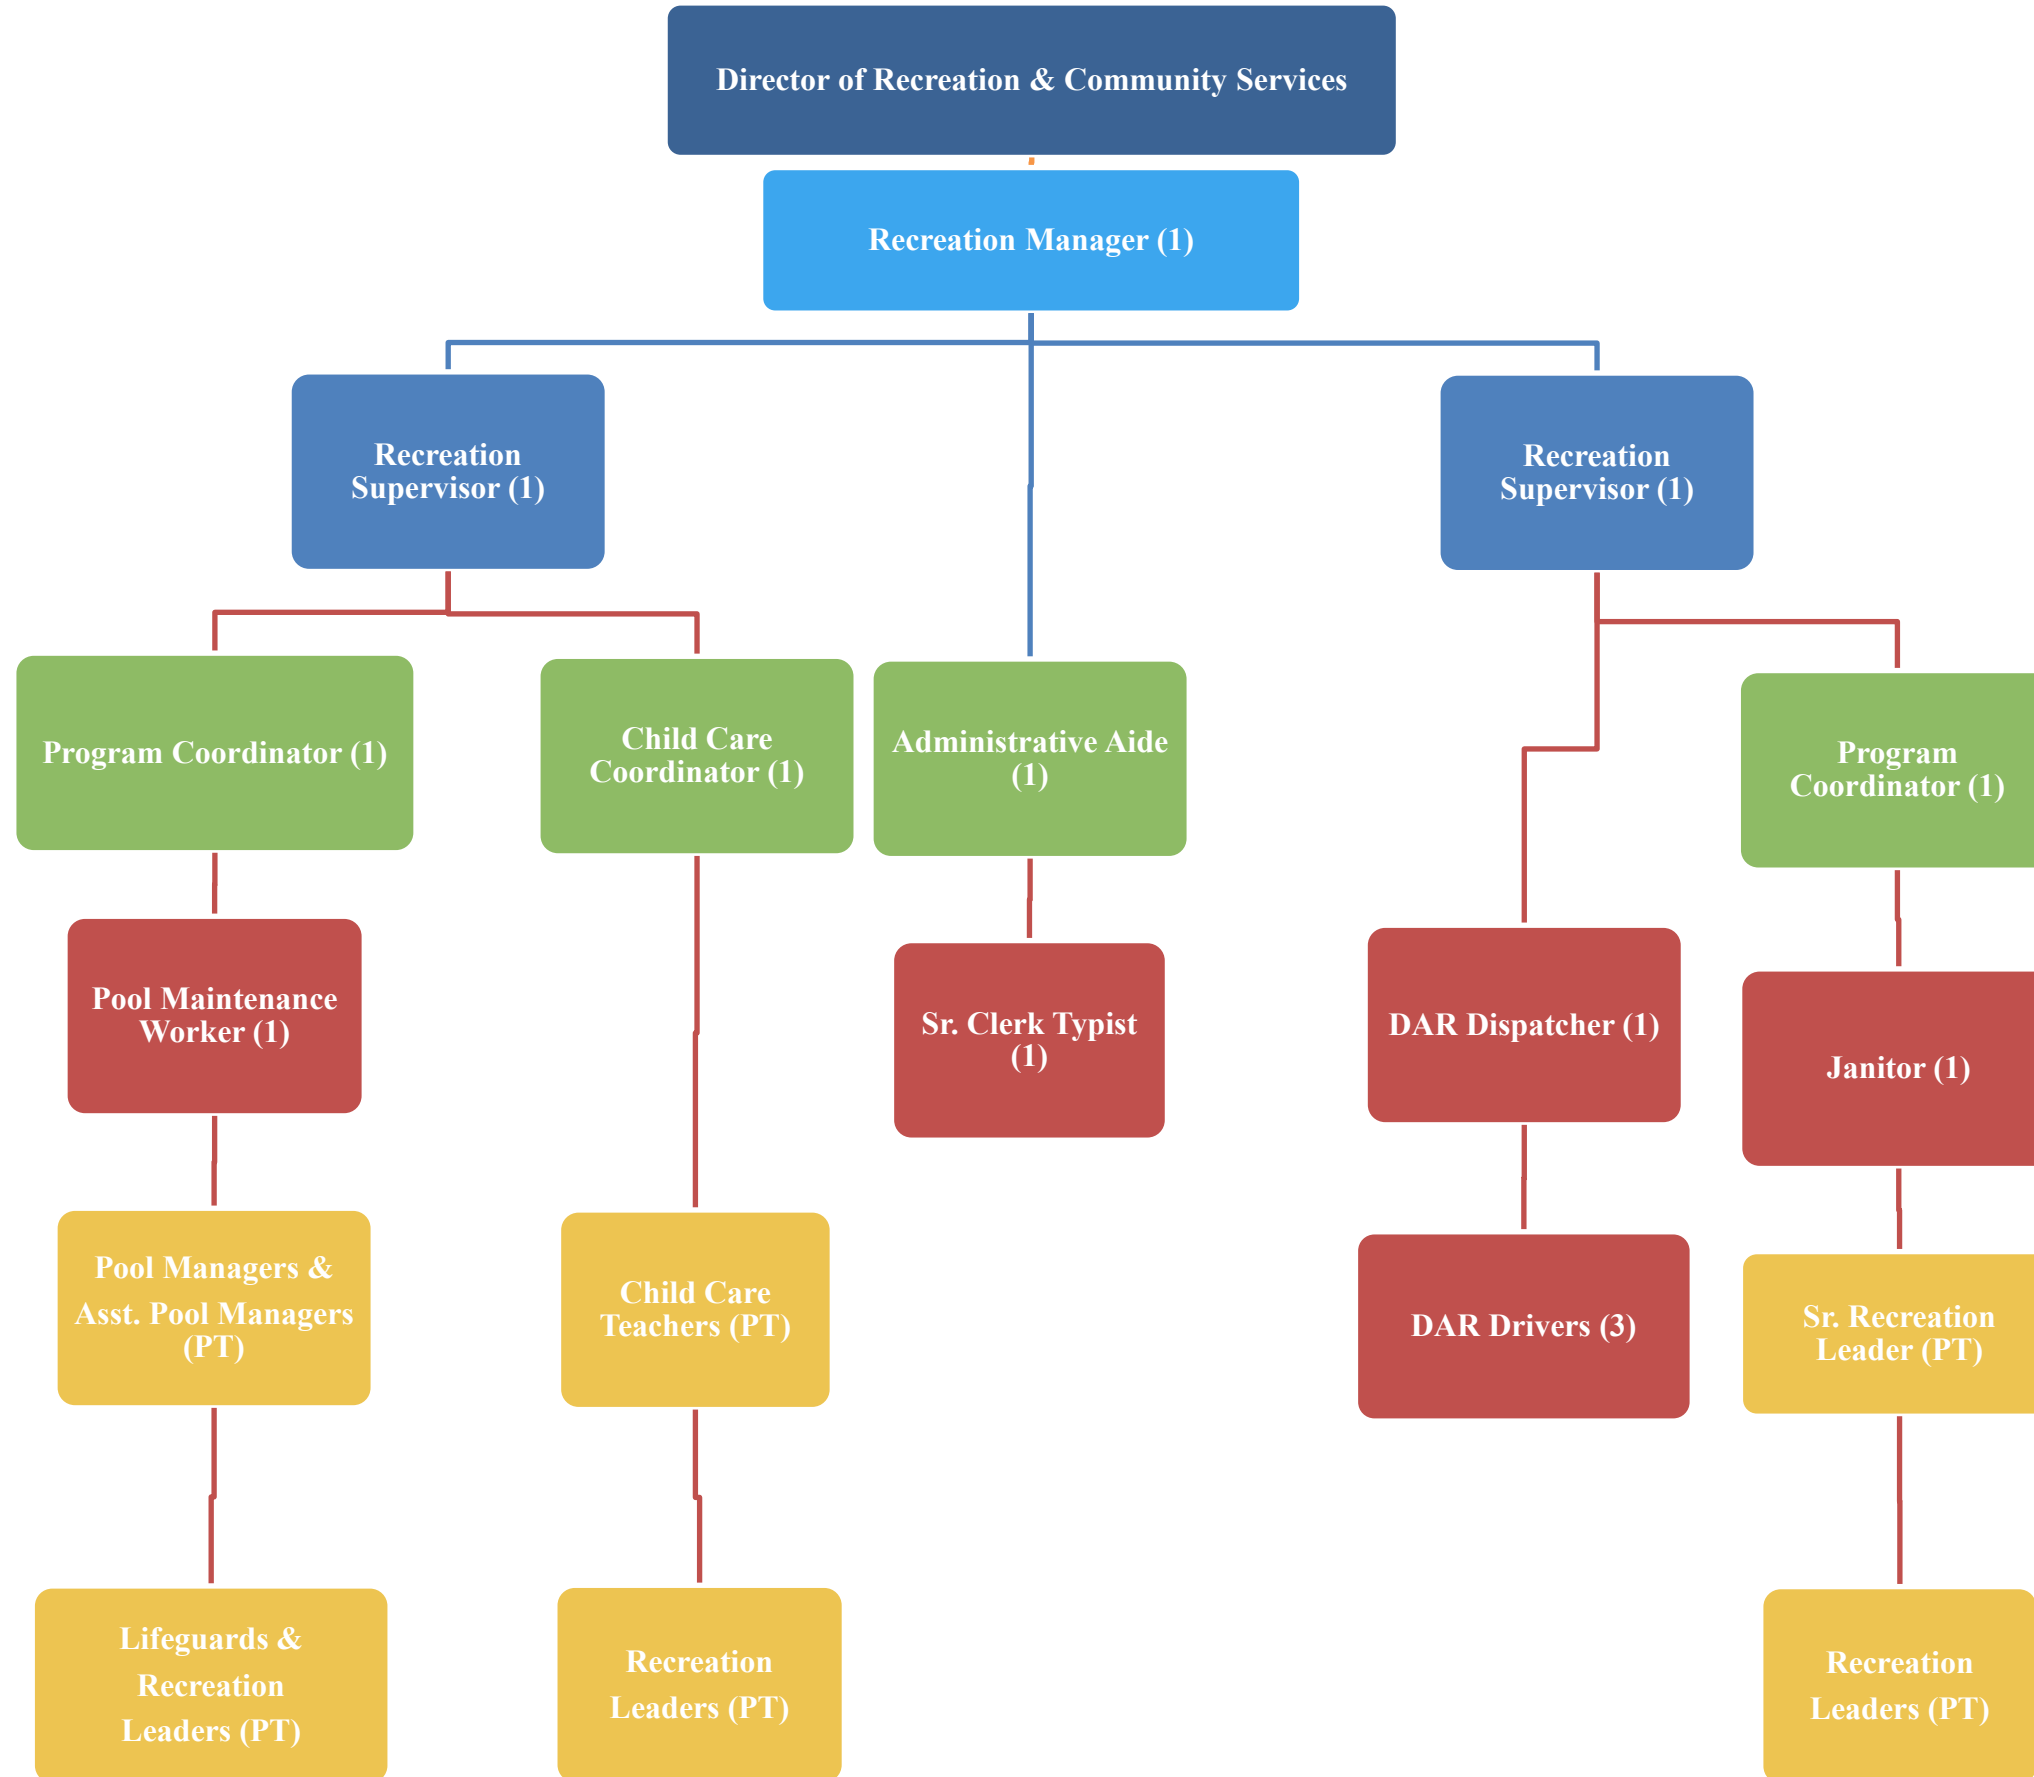 Director of Recreation & Community Services
Recreation Manager (1)
Recreation
Supervisor (1)
Recreation
Supervisor (1)
Program Coordinator (1)
Child Care
Coordinator (1)
Administrative Aide
(1)
Program
Coordinator (1)
Pool Maintenance
Worker (1)
Sr. Clerk Typist
(1)
DAR Dispatcher (1)
Janitor (1)
Pool Managers &
Asst. Pool Managers
(PT)
Child Care
Teachers (PT)
DAR Drivers (3)
Sr. Recreation
Leader (PT)
Lifeguards &
Recreation
Leaders (PT)
Recreation
Leaders (PT)
Recreation
Leaders (PT)